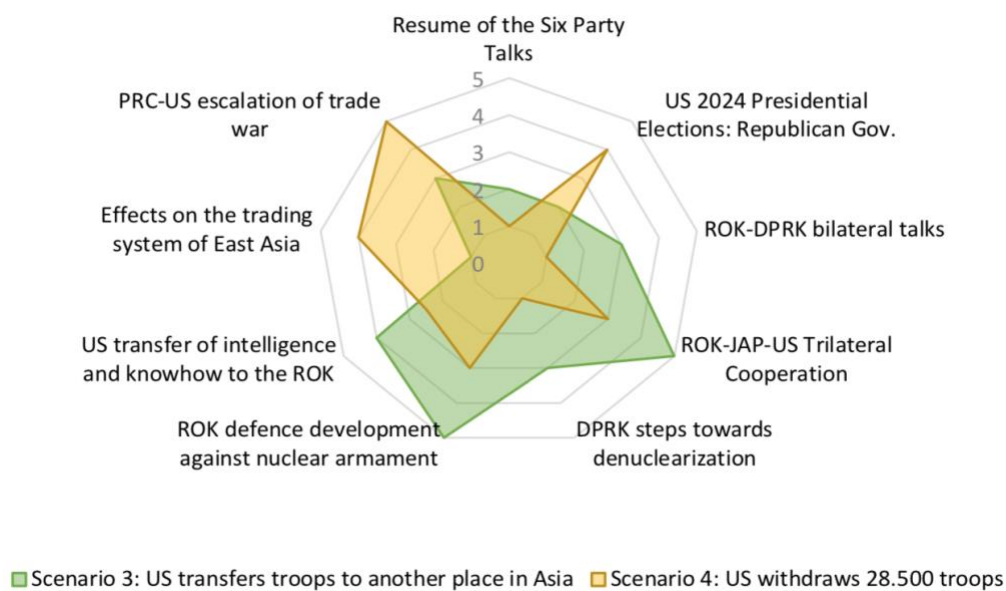 Resume of the Six Party
Talks
PRC-US escalation of trade
war
US 2024 Presidential
Elections: Republican Gov.
5
4
3
2
1
0
Effects on the trading
system of East Asia
ROK-DPRK bilateral talks
US transfer of intelligence
and knowhow to the ROK
ROK-JAP-US Trilateral
Cooperation
ROK defence development
against nuclear armament
DPRK steps towards
denuclearization
Scenario 3: US transfers troops to another place in Asia
Scenario 4: US withdraws 28.500 troops